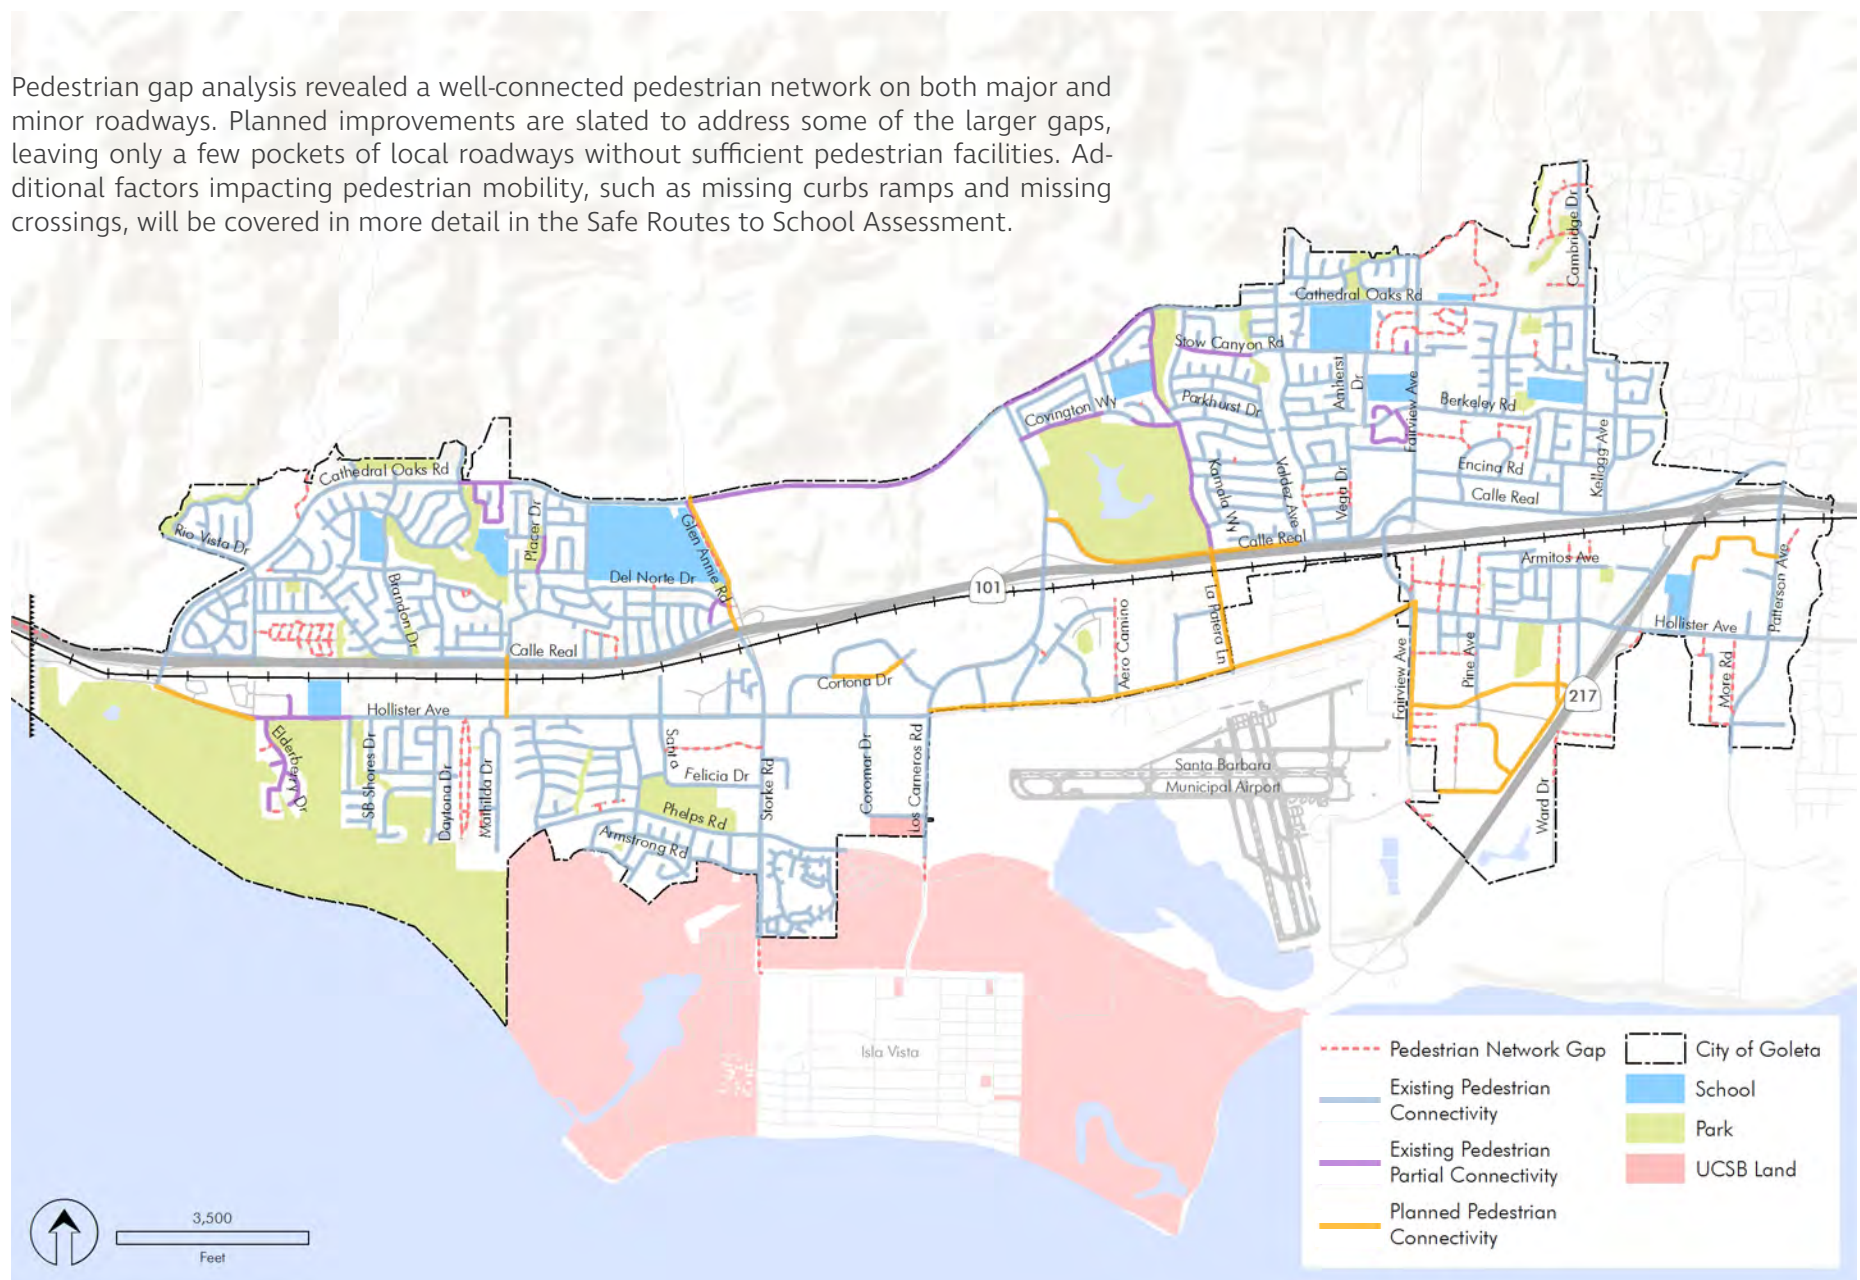 Pedestrian gap analysis revealed a well-connected pedestrian network on both major and
minor roadways. Planned improvements are slated to address some of the larger gaps,
leaving only a few pockets of local roadways without sufficient pedestrian facilities. Ad-
ditional factors impacting pedestrian mobility, such as missing curbs ramps and missing
crossings, will be covered in more detail in the Safe Routes to School Assessment.
Cambridge Dr
Cathedral Oaks Rd
Stow Canyon Rd
Amherst
Dr
Fairview Ave
Parkhurst Dr
Berkeley Rd
Covington Wy
Kellogg Ave
Encina Rd
Kamala Wy
Valdez Ave
Vega Dr
Calle Real
Calle Real
Cathedral Oaks Rd
Rio Vista Dr
Placer Dr
Glen Annie Rd
Del Norte Dr
Brandon Dr
Calle Real
101
Armitos Ave
Patterson Ave
La Patera Ln
Aero Camino
Hollister Ave
Fairview Ave
Pine Ave
More Rd
217
Cortona Dr
Hollister Ave
Elderberry Dr
SB Shores Dr
Daytona Dr
Mathilda Dr
Santa
Felicia Dr
Storke Rd
Coromar Dr
Los Carneros Rd
Santa Barbara
Municipal Airport
Ward Dr
Phelps Rd
Armstrong Rd
Isla Vista
Pedestrian Network Gap
Existing Pedestrian
Connectivity
Existing Pedestrian
Partial Connectivity
Planned Pedestrian
Connectivity
City of Goleta
School
Park
UCSB Land
3,500
Feet